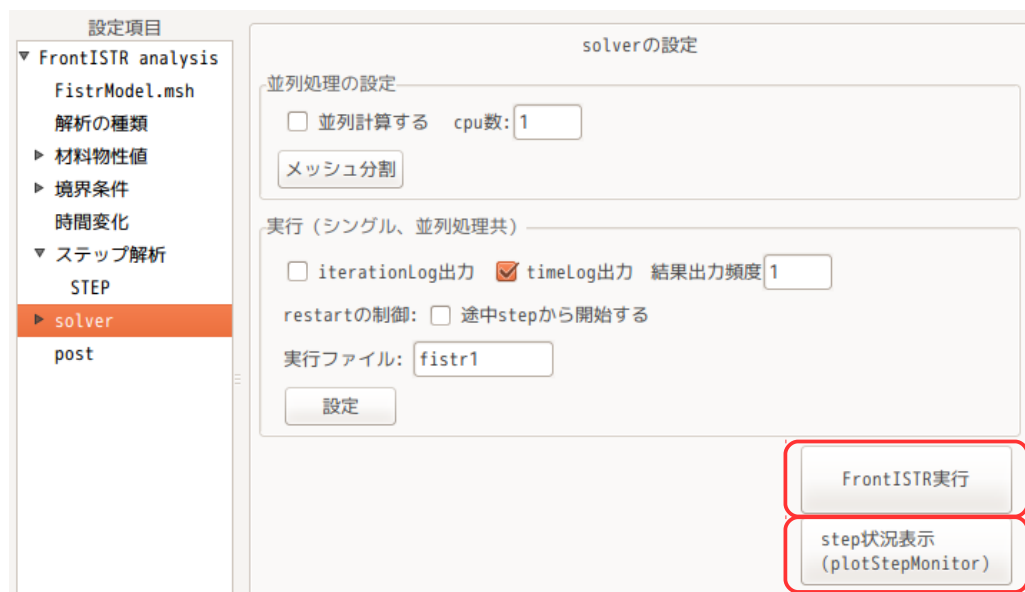 設定項目
FrontISTR analysis
FistrModel.msh
解析の種類
材料物性値
境界条件
時間変化
ステップ解析
STEP
solver
post
solverの設定
並列処理の設定
並列計算する cpu数: 1
メッシュ分割
実行（シングル、並列処理共）
iterationLog出力 timeLog出力 結果出力頻度 1
restartの制御: 途中stepから開始する
実行ファイル: fistr1
設定
FrontISTR実行
step状況表示
(plotStepMonitor)